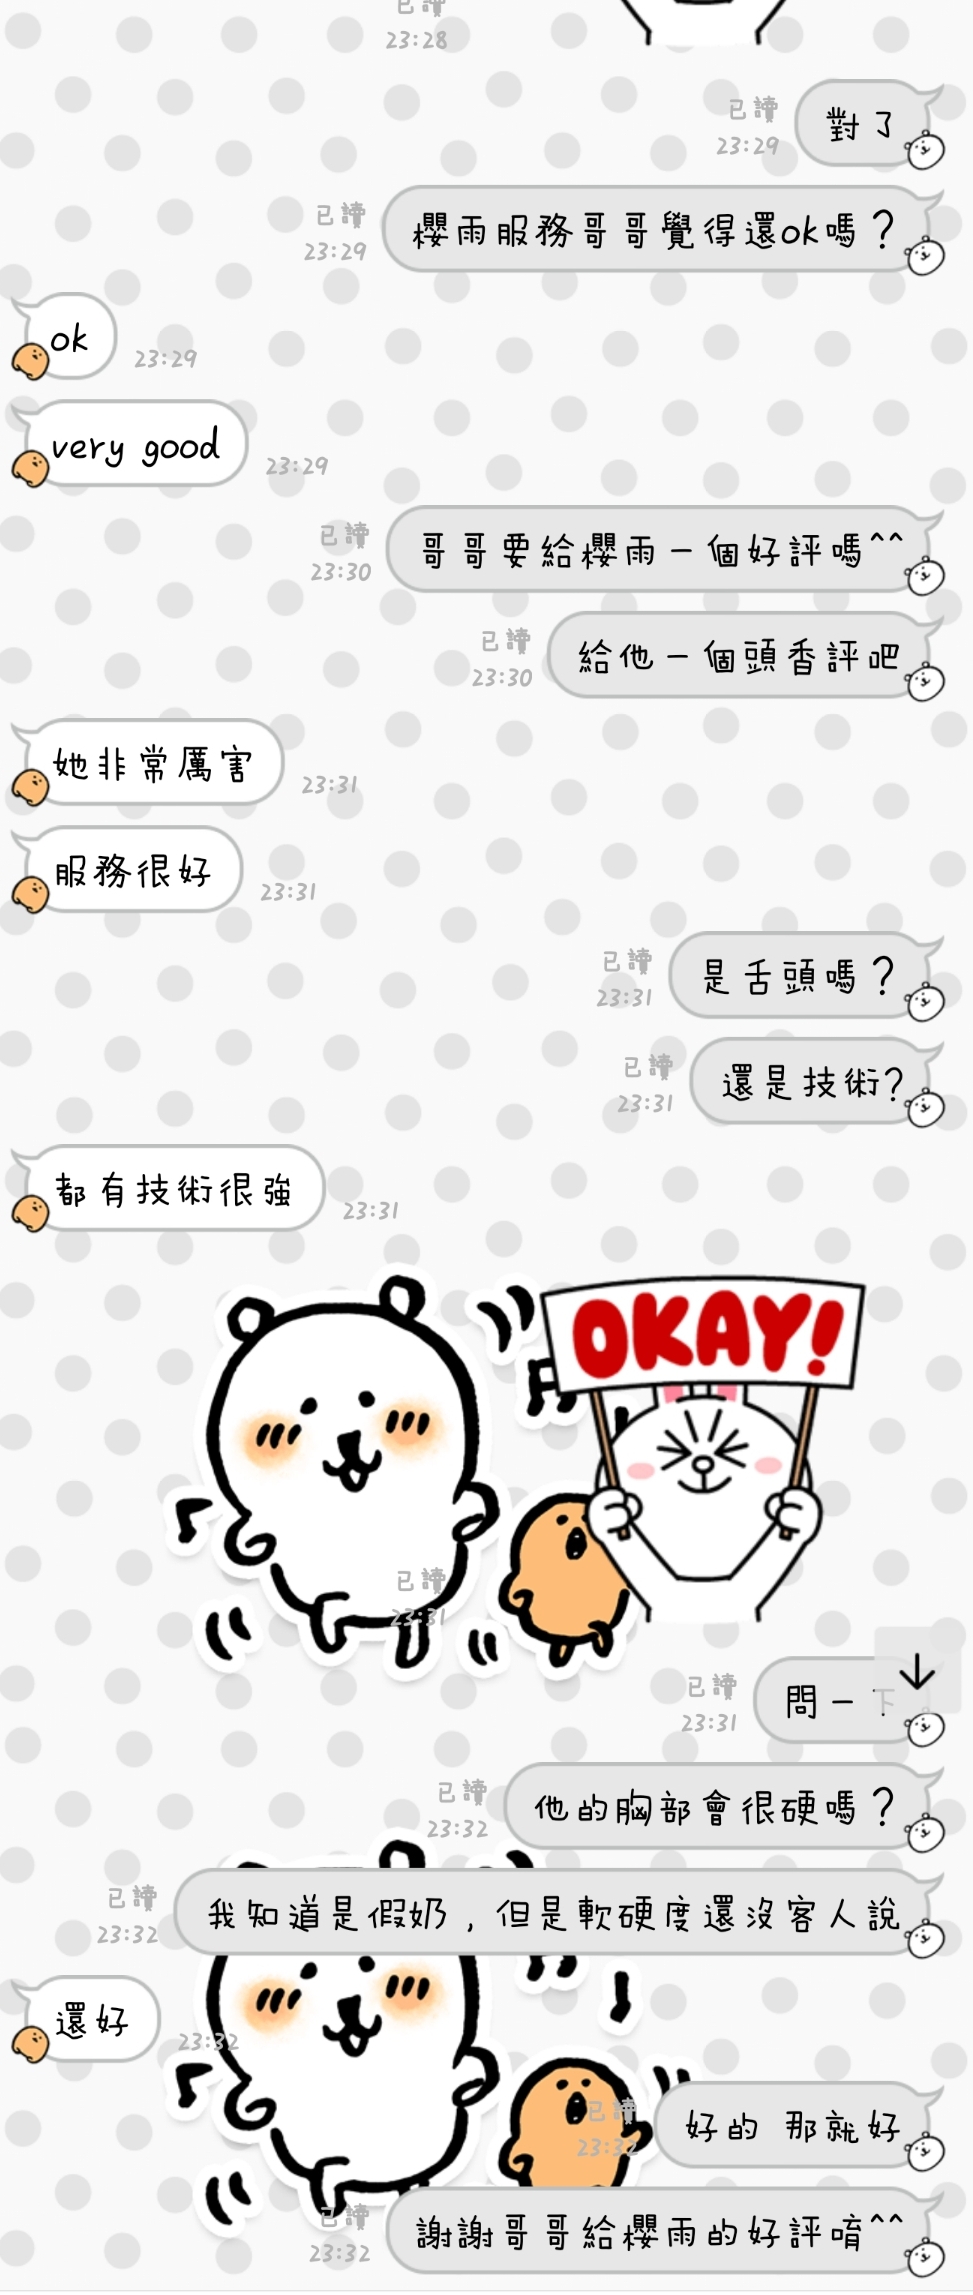 已讀
23:28
已讀
23:29
對了
已讀
23:29
櫻雨服務哥哥覺得還ok嗎？
ok
23:29
very good
23:29
已讀
23:30
哥哥要給櫻雨一個好評嗎^^
已讀
23:30
給他一個頭香評吧
她非常厲害
23:31
服務很好
23:31
已讀
23:31
是舌頭嗎？
已讀
23:31
還是技術?
都有技術很強
23:31
OKAY!
已讀
23:31
已讀
23:31
問一下
已讀
23:32
他的胸部會很硬嗎？
已讀
23:32
我知道是假奶，但是軟硬度還沒客人說
還好
23:32
已讀
23:32
好的 那就好
已讀
23:32
謝謝哥哥給櫻雨的好評唷^^